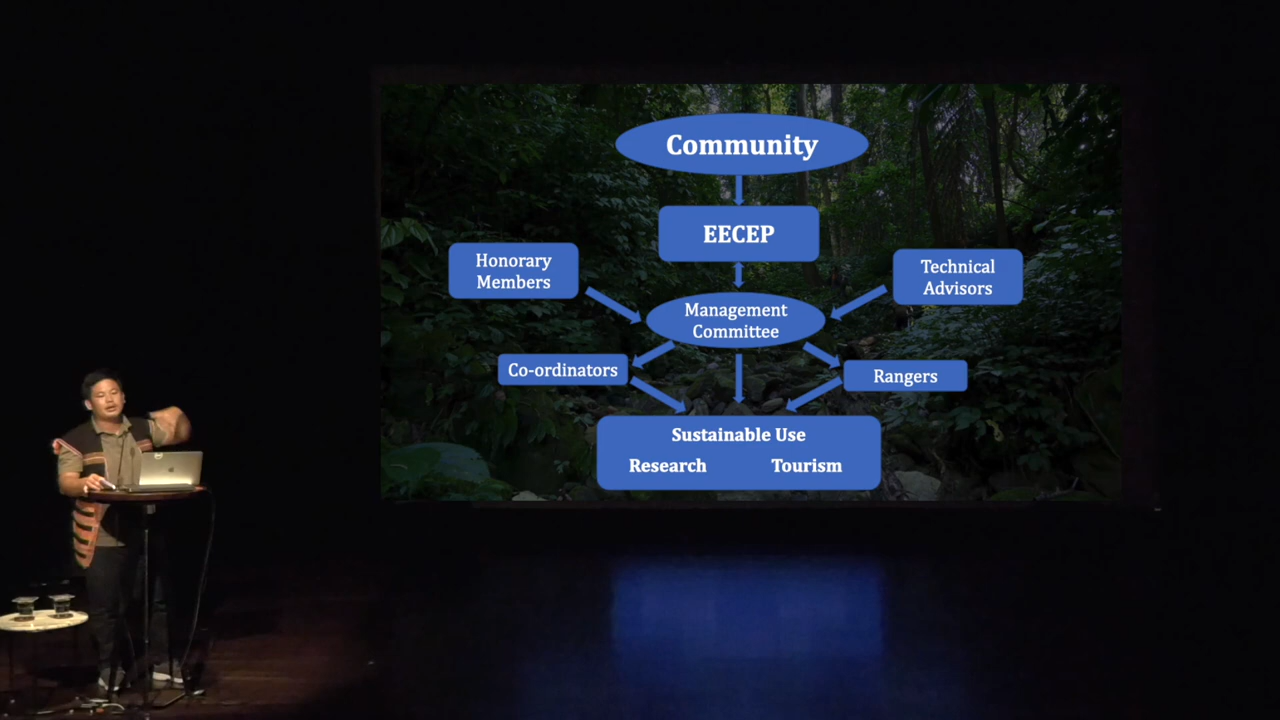 Community
EECEP
Honorary
Members
Technical
Advisors
Management
Committee
Co-ordinators
Rangers
Sustainable Use
Research Tourism